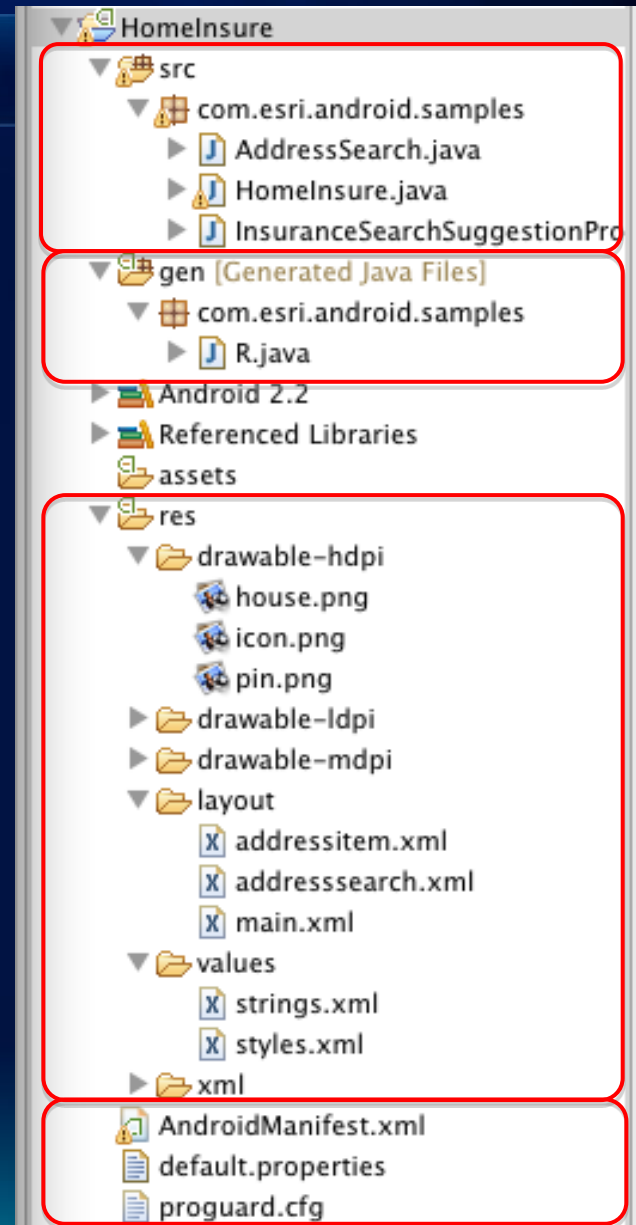 HomeInsure
src
com.esri.android.samples
AddressSearch.java
HomeInsure.java
InsuranceSearchSuggestionPro
gen [Generated Java Files]
com.esri.android.samples
R.java
Android 2.2
Referenced Libraries
assets
res
drawable-hdpi
house.png
icon.png
pin.png
drawable-ldpi
drawable-mdpi
layout
addressitem.xml
addresssearch.xml
main.xml
values
strings.xml
styles.xml
xml
AndroidManifest.xml
default.properties
proguard.cfg